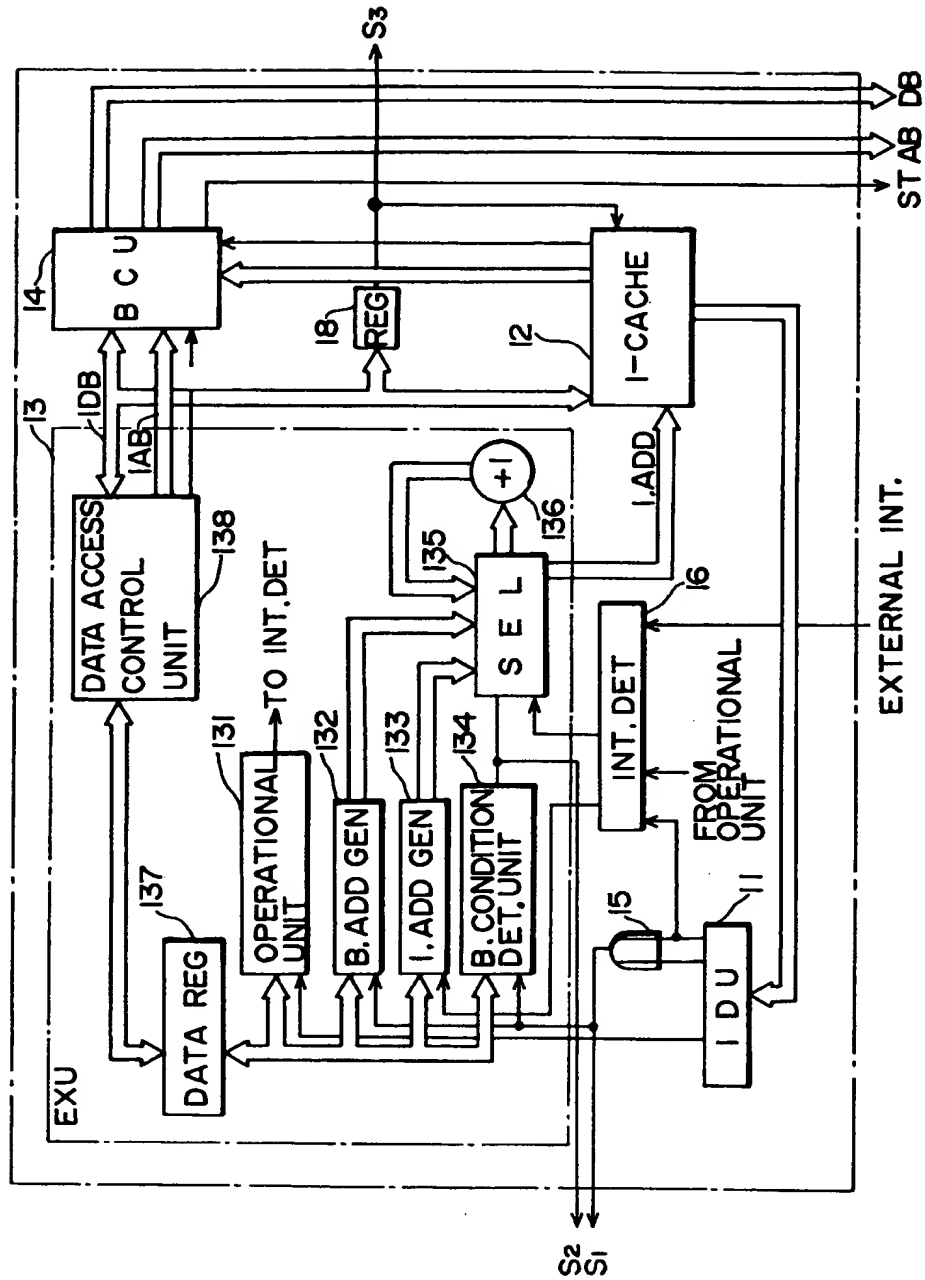 13
14
B C U
IDB
IAB
S3
18
REG
12
I-CACHE
DB
AB
ST
DATA ACCESS
CONTROL
UNIT
138
TO INT.DET
+1
136
135
S E L
I.ADD
131
OPERATIONAL
UNIT
132
B.ADD GEN
133
I.ADD GEN
134
B.CONDITION
DET.UNIT
137
DATA REG
EXU
16
INT.DET
FROM
OPERATIONAL
UNIT
EXTERNAL INT.
15
11
I D U
S2
S1